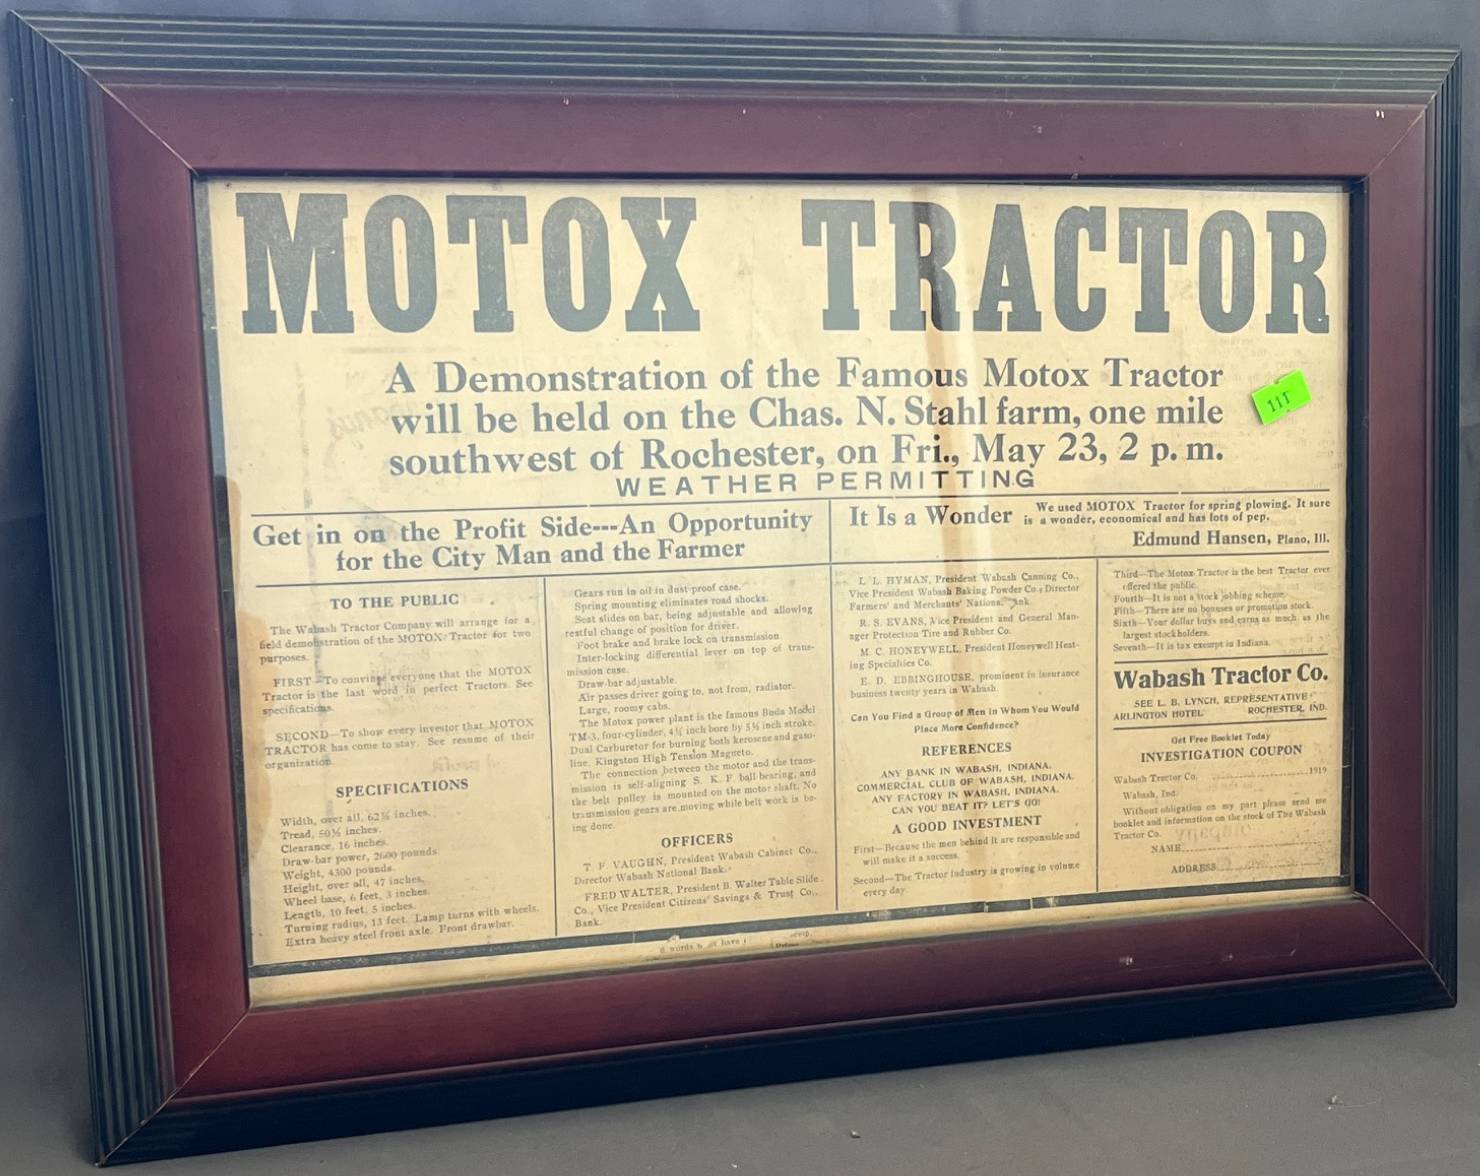 MOTOX TRACTOR
A Demonstration of the Famous Motox Tractor
will be held on the Chas. N. Stahl farm, one mile
southwest of Rochester, on Fri., May 23, 2 p. m.
WEATHER PERMITTING
111
Get in on the Profit Side---An Opportunity
for the City Man and the Farmer
It Is a Wonder
We used MOTOX Tractor for spring plowing. It sure
is a wonder, economical and has lots of pep.
Edmund Hansen, Plano, Ill.
TO THE PUBLIC
The Wabash Tractor Company will arrange for a
field demonstration of the MOTOX Tractor for two
purposes.
FIRST—To convince everyone that the MOTOX
Tractor is the last word in perfect Tractors. See
specifications.
SECOND—To show every investor that MOTOX
TRACTOR has come to stay. See resume of their
organization.
SPECIFICATIONS
Width, over all, inches.
Tread, 50½ inches.
Clearance, 16 inches.
Draw-bar power, 2600 pounds.
Weight, 4300 pounds.
Height, over all, 47 inches.
Wheel base, 6 feet, 3 inches.
Length, 10 feet, 5 inches.
Turning radius, 13 feet. Lamp turns with wheels.
Extra heavy steel front axle. Front drawbar.
Gears run in oil in dust-proof case.
Spring mounting eliminates road shocks.
Seat slides on bar, being adjustable and allowing
restful change of position for driver.
Foot brake and brake lock on transmission.
Inter-locking differential lever on top of trans-
mission case.
Draw-bar adjustable.
Air passes driver going to, not from, radiator.
Large, roomy cabs.
The Motox power plant is the famous Buda Model
TM-3, four-cylinder, inch bore by 5½ inch stroke.
Dual Carburetor for burning both kerosene and gaso-
line. Kingston High Tension Magneto.
The connection between the motor and the trans-
mission is self-aligning S. K. F. ball bearing, and
the belt pulley is mounted on the motor shaft. No
transmission gears are moving while belt work is be-
ing done.
OFFICERS
T. F. VAUGHN, President Wabash Cabinet Co.,
Director Wabash National Bank.
FRED WALTER, President B. Walter Table Slide
Co., Vice President Citizens' Savings & Trust Co.,
Bank.
L. L. HYMAN, President Wabash Canning Co.,
Vice President Wabash Baking Powder Co., Director
Farmers' and Merchants' National Bank.
R. S. EVANS, Vice President and General Man-
ager Protection Tire and Rubber Co.
M. C. HONEYWELL, President Honeywell Heat-
ing Specialties Co.
E. D. EBBINGHOUSE, prominent in insurance
business twenty years in Wabash.
Can You Find a Group of Men in Whom You Would
Place More Confidence?
REFERENCES
ANY BANK IN WABASH, INDIANA.
COMMERCIAL CLUB OF WABASH, INDIANA.
ANY FACTORY IN WABASH, INDIANA.
CAN YOU BEAT IT? LET'S GO!
A GOOD INVESTMENT
First—Because the men behind it are responsible and
will make it a success.
Second—The Tractor industry is growing in volume
every day.
Third—The Motox Tractor is the best Tractor ever
offered the public.
Fourth—It is not a stock jobbing scheme.
Fifth—There are no bonuses or promotion stock.
Sixth—Your dollar buys and earns as much as the
largest stockholders.
Seventh—It is tax exempt in Indiana.
Wabash Tractor Co.
SEE L. B. LYNCH, REPRESENTATIVE
ARLINGTON HOTEL ROCHESTER, IND.
Get Free Booklet Today
INVESTIGATION COUPON
Wabash Tractor Co. 1919
Wabash, Ind.
Without obligation on my part please send me
booklet and information on the stock of The Wabash
Tractor Co.
NAME
ADDRESS